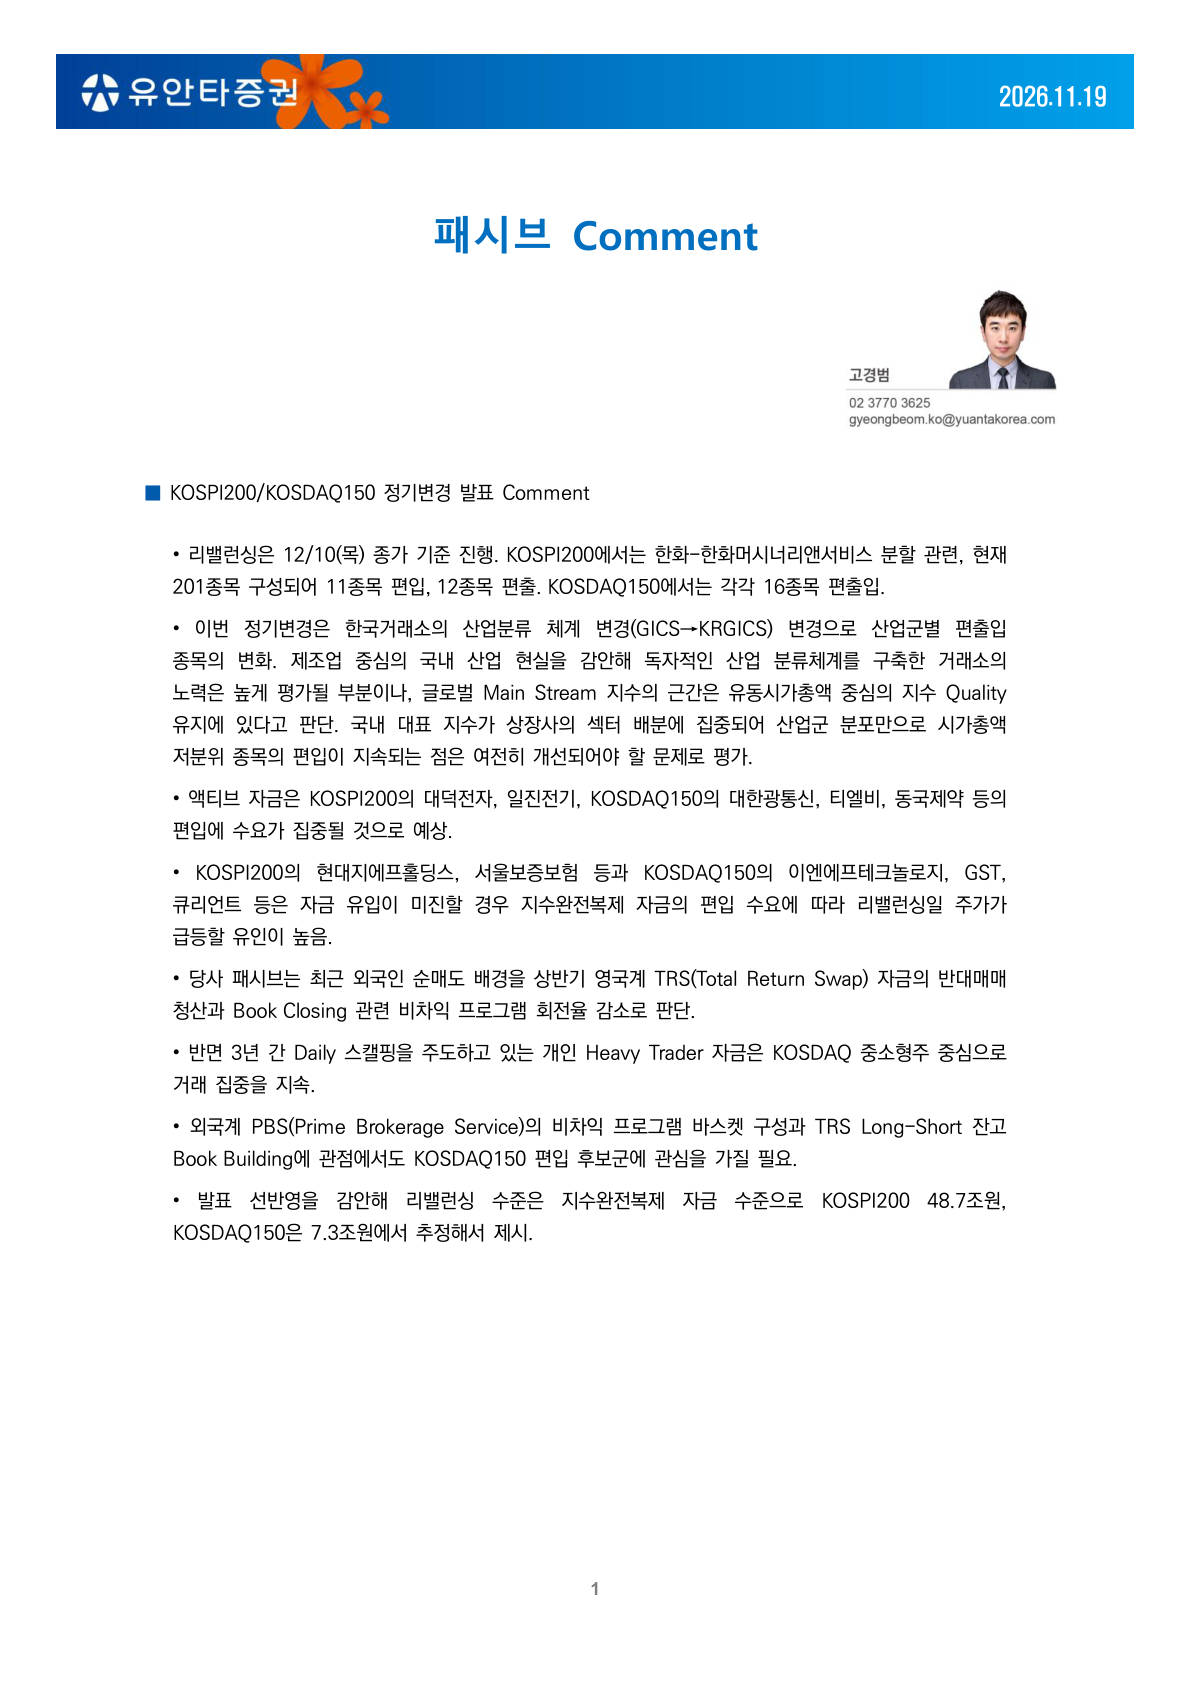 유안타증권
2026.11.19
패시브 Comment
고경범
02 3770 3625
gyeongbeom.ko@yuantakorea.com
■ KOSPI200/KOSDAQ150 정기변경 발표 Comment
• 리밸런싱은 12/10(목) 종가 기준 진행. KOSPI200에서는 한화-한화머시너리앤서비스 분할 관련, 현재
201종목 구성되어 11종목 편입, 12종목 편출. KOSDAQ150에서는 각각 16종목 편출입.
• 이번 정기변경은 한국거래소의 산업분류 체계 변경(GICS→KRGICS) 변경으로 산업군별 편출입
종목의 변화. 제조업 중심의 국내 산업 현실을 감안해 독자적인 산업 분류체계를 구축한 거래소의
노력은 높게 평가될 부분이나, 글로벌 Main Stream 지수의 근간은 유동시가총액 중심의 지수 Quality
유지에 있다고 판단. 국내 대표 지수가 상장사의 섹터 배분에 집중되어 산업군 분포만으로 시가총액
저분위 종목의 편입이 지속되는 점은 여전히 개선되어야 할 문제로 평가.
• 액티브 자금은 KOSPI200의 대덕전자, 일진전기, KOSDAQ150의 대한광통신, 티엘비, 동국제약 등의
편입에 수요가 집중될 것으로 예상.
• KOSPI200의 현대지에프홀딩스, 서울보증보험 등과 KOSDAQ150의 이엔에프테크놀로지, GST,
큐리언트 등은 자금 유입이 미진할 경우 지수완전복제 자금의 편입 수요에 따라 리밸런싱일 주가가
급등할 유인이 높음.
• 당사 패시브는 최근 외국인 순매도 배경을 상반기 영국계 TRS(Total Return Swap) 자금의 반대매매
청산과 Book Closing 관련 비차익 프로그램 회전율 감소로 판단.
• 반면 3년 간 Daily 스캘핑을 주도하고 있는 개인 Heavy Trader 자금은 KOSDAQ 중소형주 중심으로
거래 집중을 지속.
• 외국계 PBS(Prime Brokerage Service)의 비차익 프로그램 바스켓 구성과 TRS Long-Short 잔고
Book Building에 관점에서도 KOSDAQ150 편입 후보군에 관심을 가질 필요.
• 발표 선반영을 감안해 리밸런싱 수준은 지수완전복제 자금 수준으로 KOSPI200 48.7조원,
KOSDAQ150은 7.3조원에서 추정해서 제시.
1